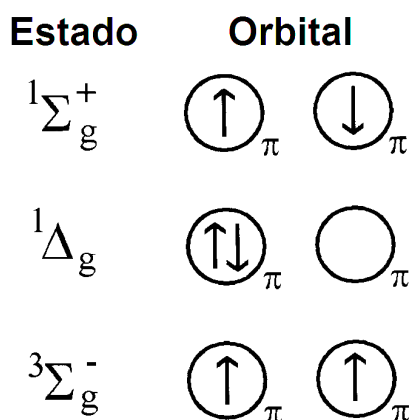 Estado Orbital
¹Σg⁺ ↑ π ↓ π
¹Δg ↑↓ π π
³Σg⁻ ↑ π ↑ π